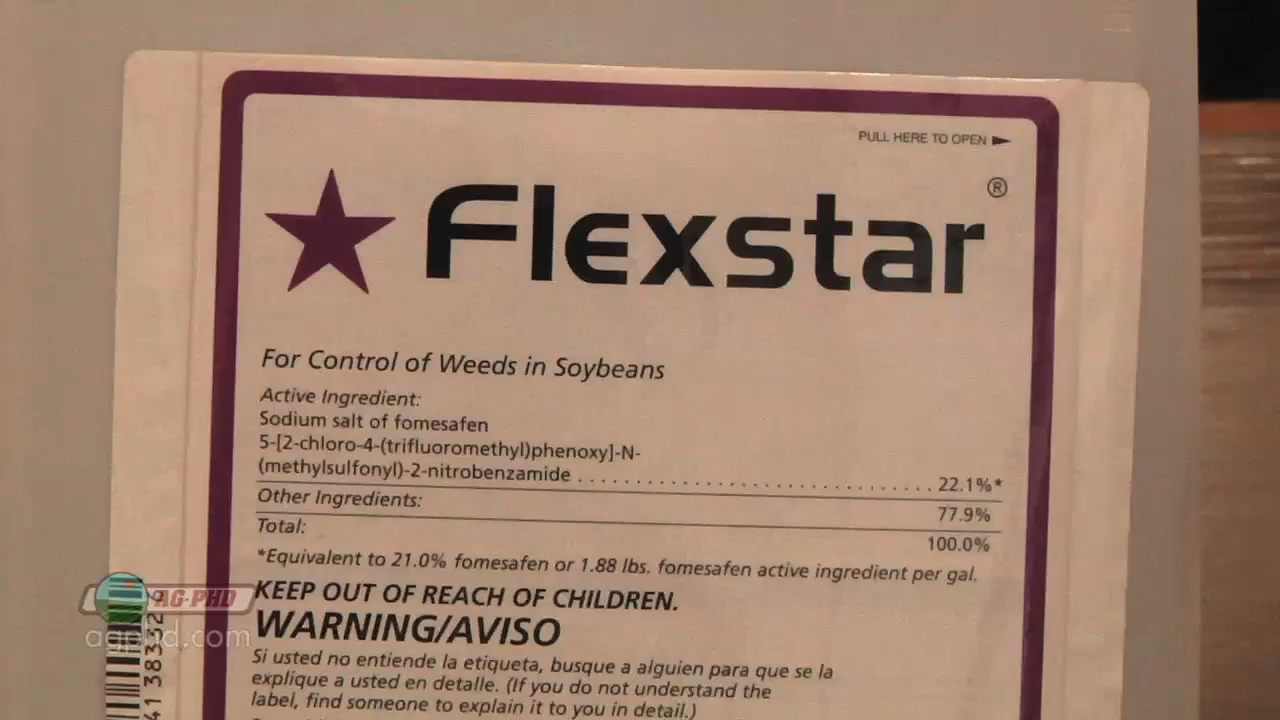 PULL HERE TO OPEN
Flexstar®
For Control of Weeds in Soybeans
Active Ingredient:
Sodium salt of fomesafen
5-[2-chloro-4-(trifluoromethyl)phenoxy]-N-
(methylsulfonyl)-2-nitrobenzamide . . . . . . . . . . . . . . . . . . . . . . . . . . . . . . 22.1%*
Other Ingredients: 77.9%
Total: 100.0%
*Equivalent to 21.0% fomesafen or 1.88 lbs. fomesafen active ingredient per gal.
KEEP OUT OF REACH OF CHILDREN.
WARNING/AVISO
Si usted no entiende la etiqueta, busque a alguien para que se la
explique a usted en detalle. (If you do not understand the
label, find someone to explain it to you in detail.)
AG-PHD
agphd.com